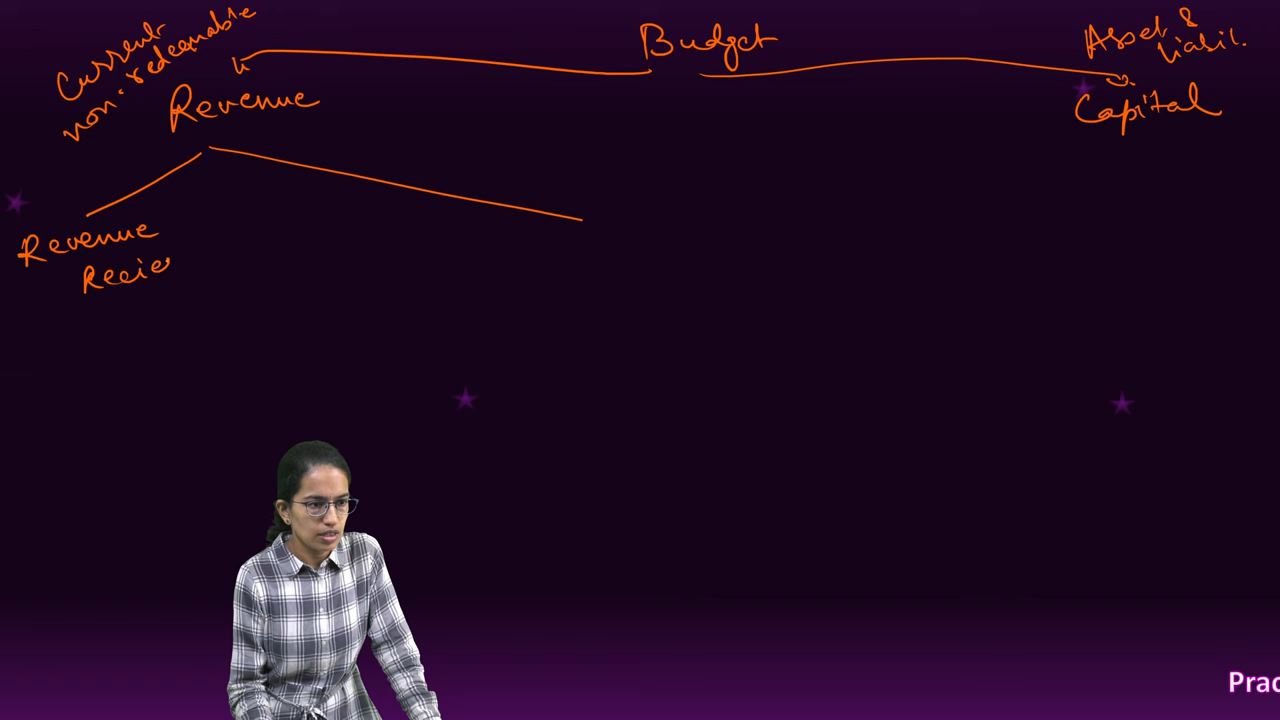 Budget
Current
non-redeemable
Revenue
Asset &
Liabil.
Capital
Revenue
Recie
Prac